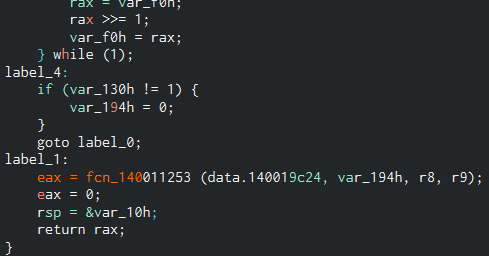 rax = var_f0h;
rax >>= 1;
var_f0h = rax;
} while (1);
label_4:
if (var_130h != 1) {
var_194h = 0;
}
goto label_0;
label_1:
eax = fcn_140011253 (data.140019c24, var_194h, r8, r9);
eax = 0;
rsp = &var_10h;
return rax;
}